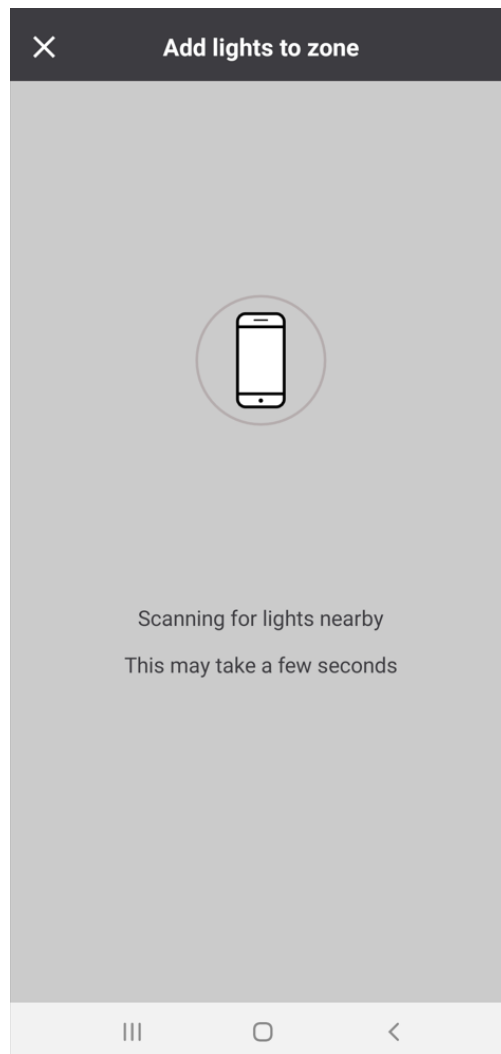 Add lights to zone
Scanning for lights nearby
This may take a few seconds